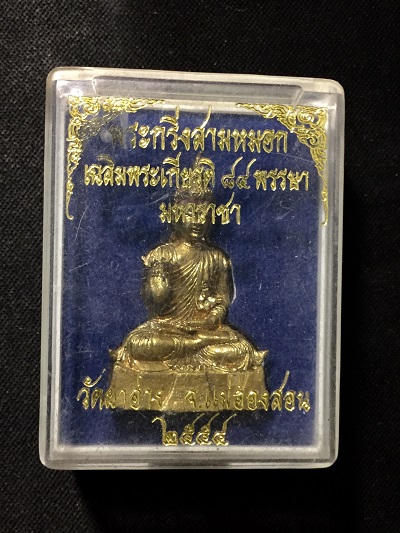 พระกริ่งสามหมอก
เฉลิมพระเกียรติ ๘๔ พรรษา
มหาราชา
จ.แม่ฮ่องสอน
๒๕๕๔